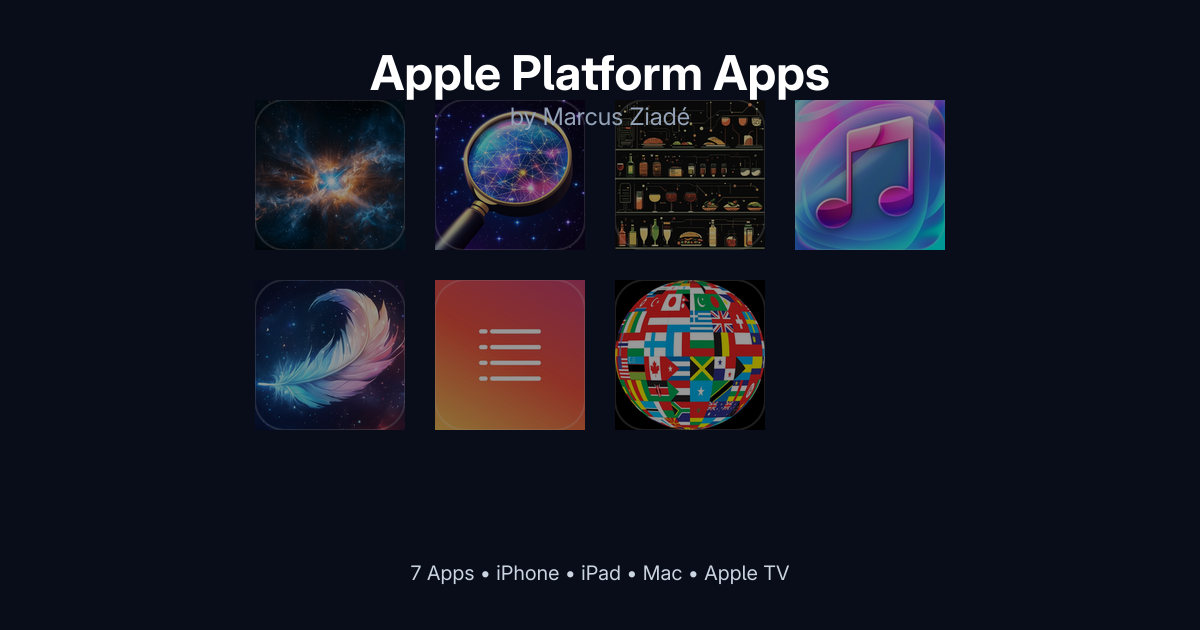 Apple Platform Apps
by Marcus Ziadé
7 Apps • iPhone • iPad • Mac • Apple TV